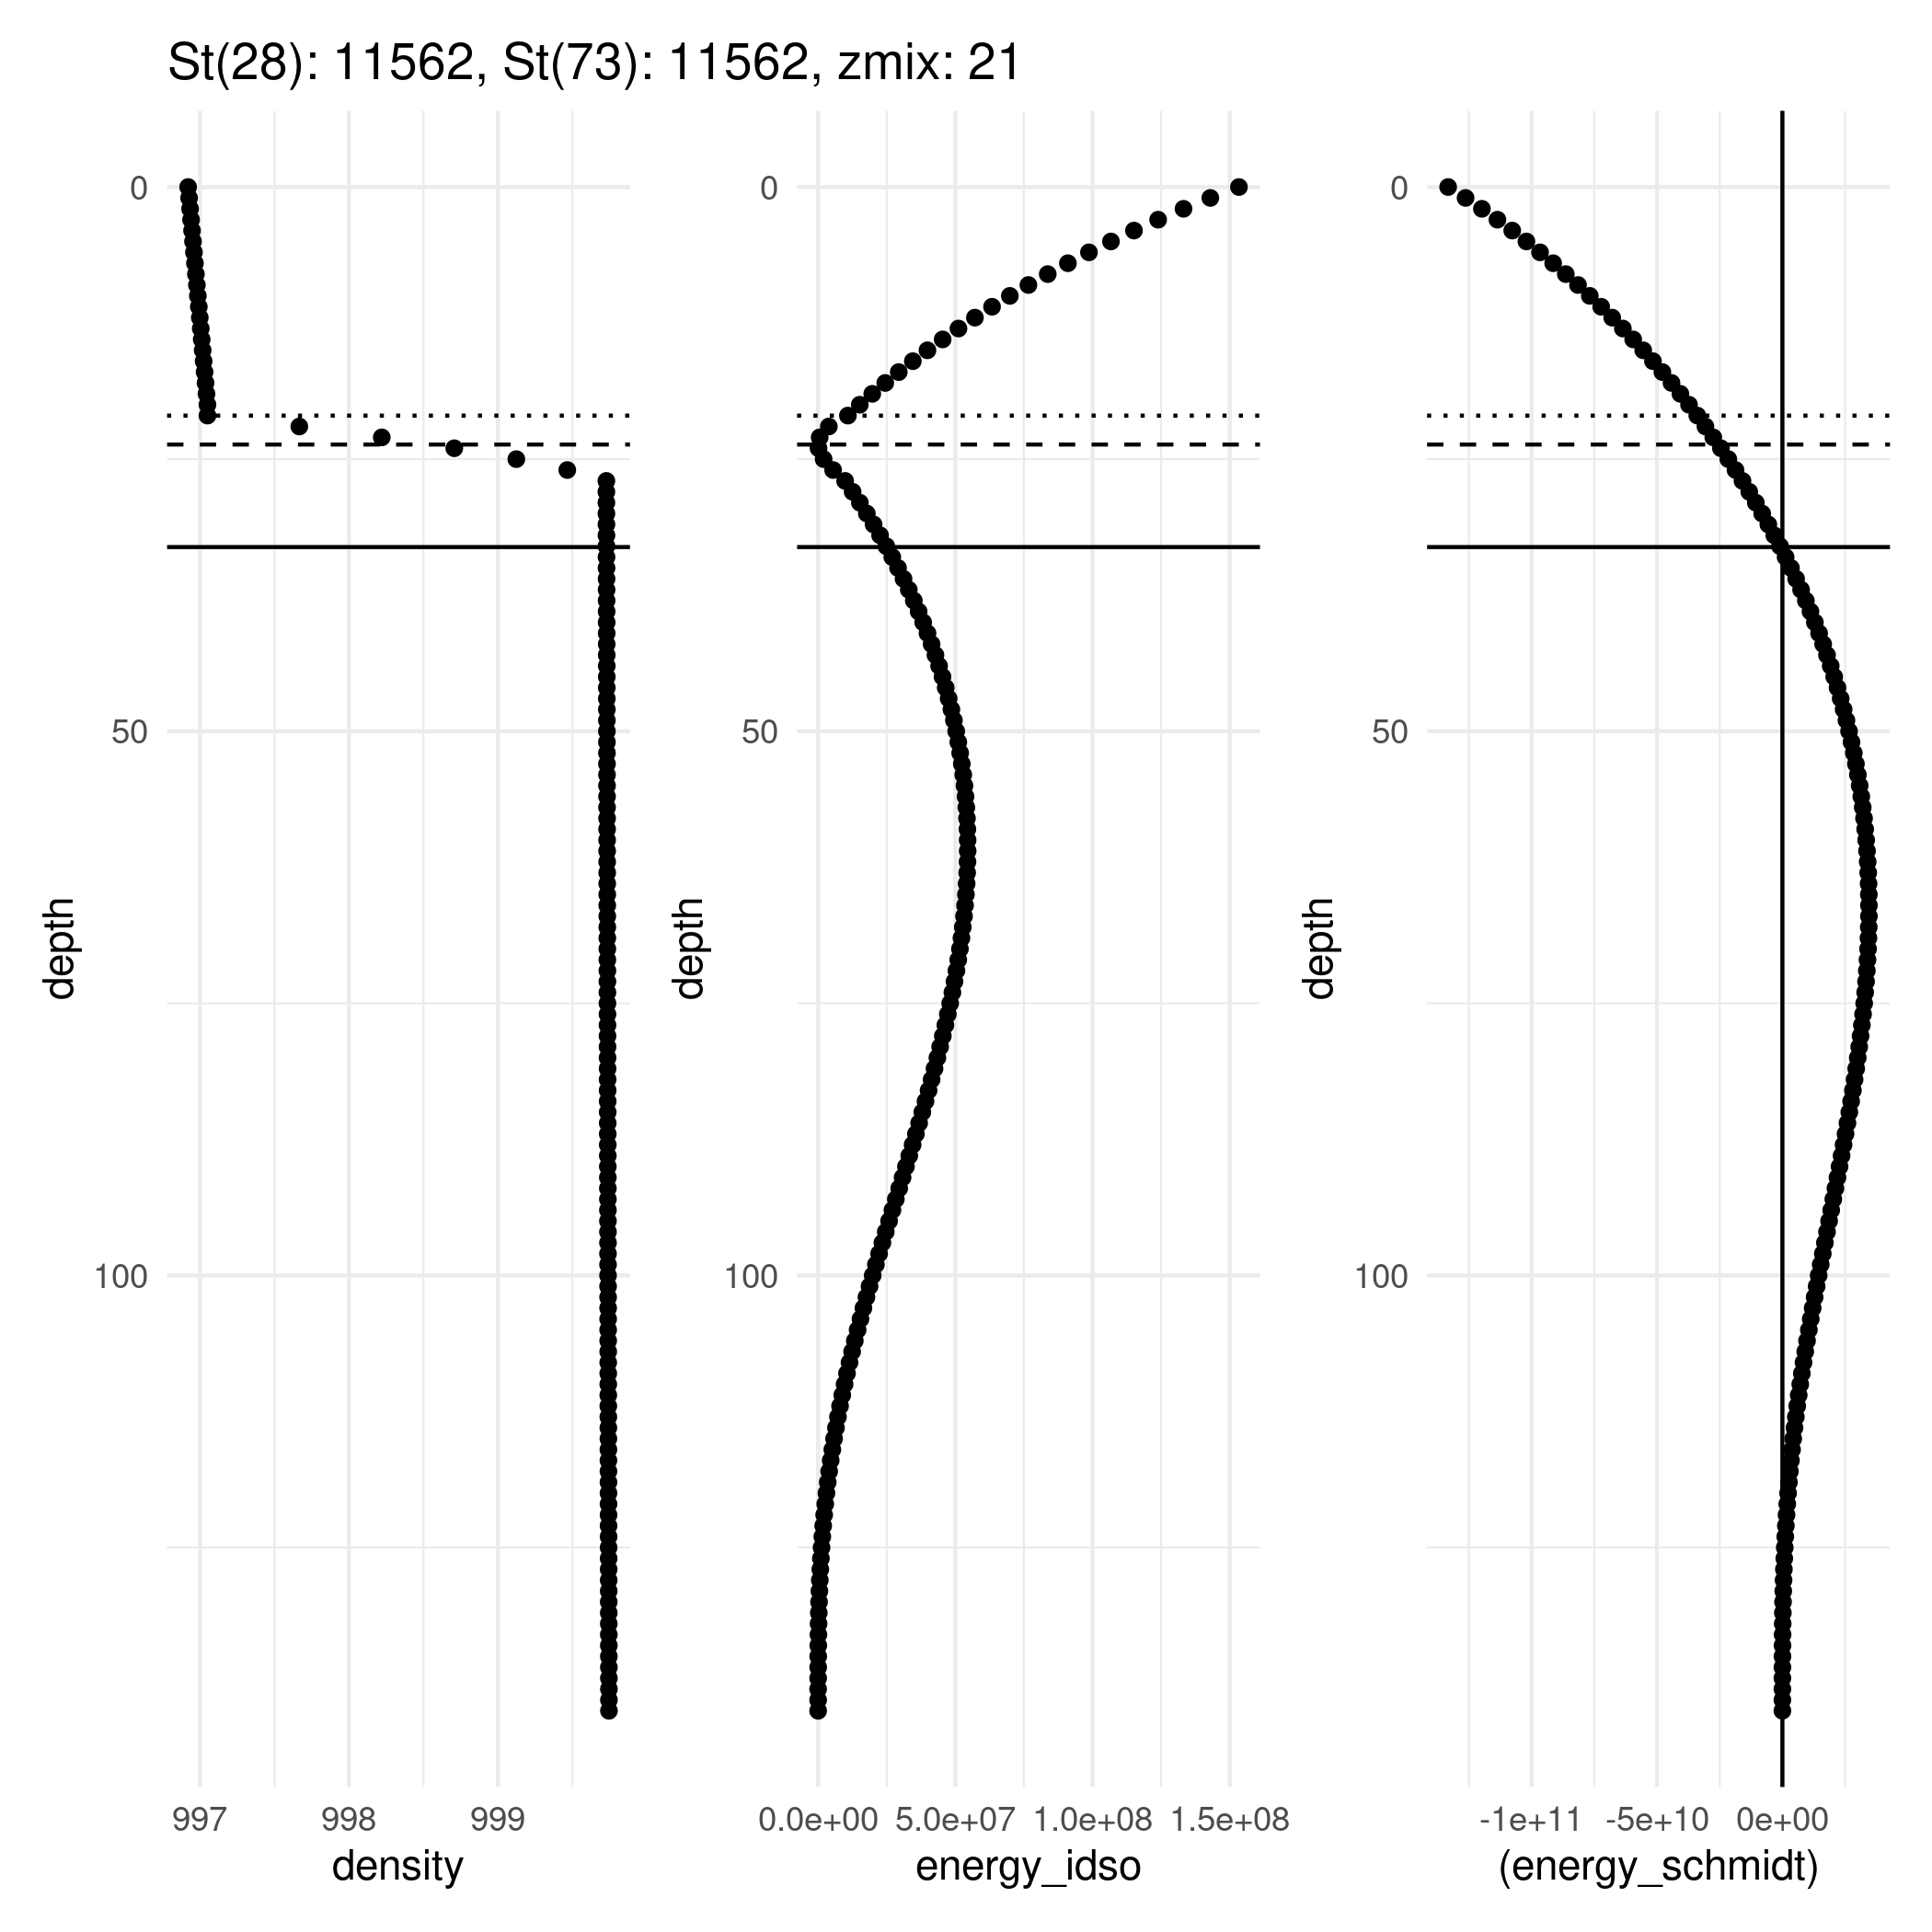 St(28): 11562, St(73): 11562, zmix: 21
0
50
100
depth
997 998 999
density
0
50
100
depth
0.0e+00 5.0e+07 1.0e+08 1.5e+08
energy_idso
0
50
100
depth
-1e+11 -5e+10 0e+00
(energy_schmidt)